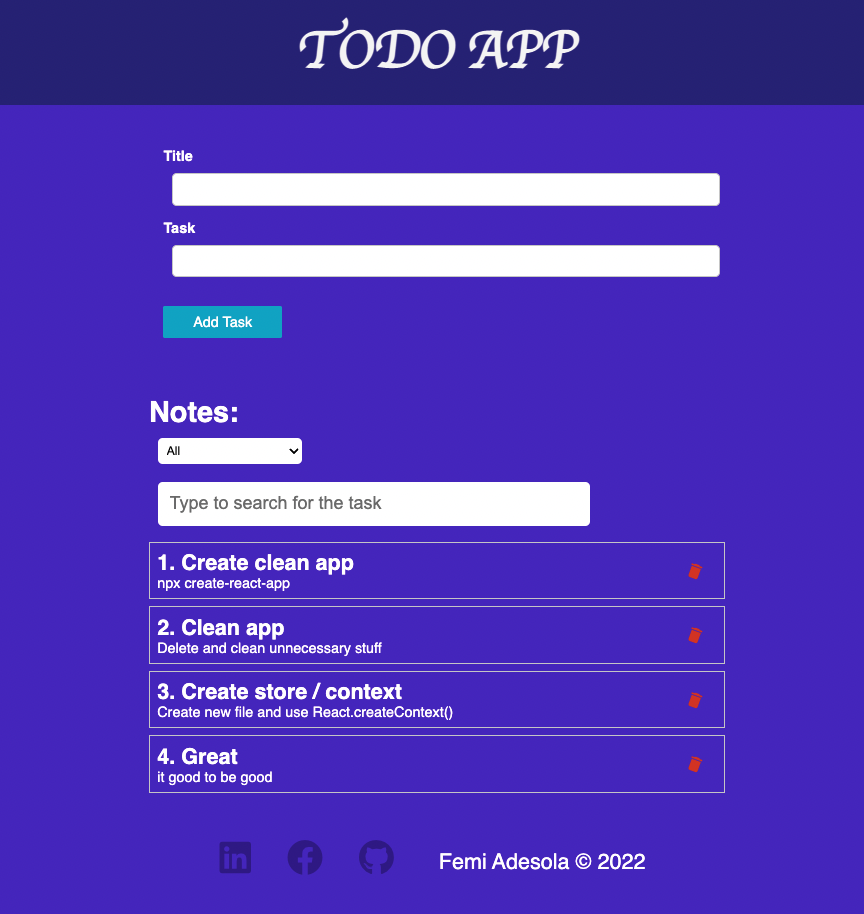 TODO APP
Title
Task
Add Task
Notes:
All
Type to search for the task
1. Create clean app
npx create-react-app
2. Clean app
Delete and clean unnecessary stuff
3. Create store / context
Create new file and use React.createContext()
4. Great
it good to be good
Femi Adesola © 2022